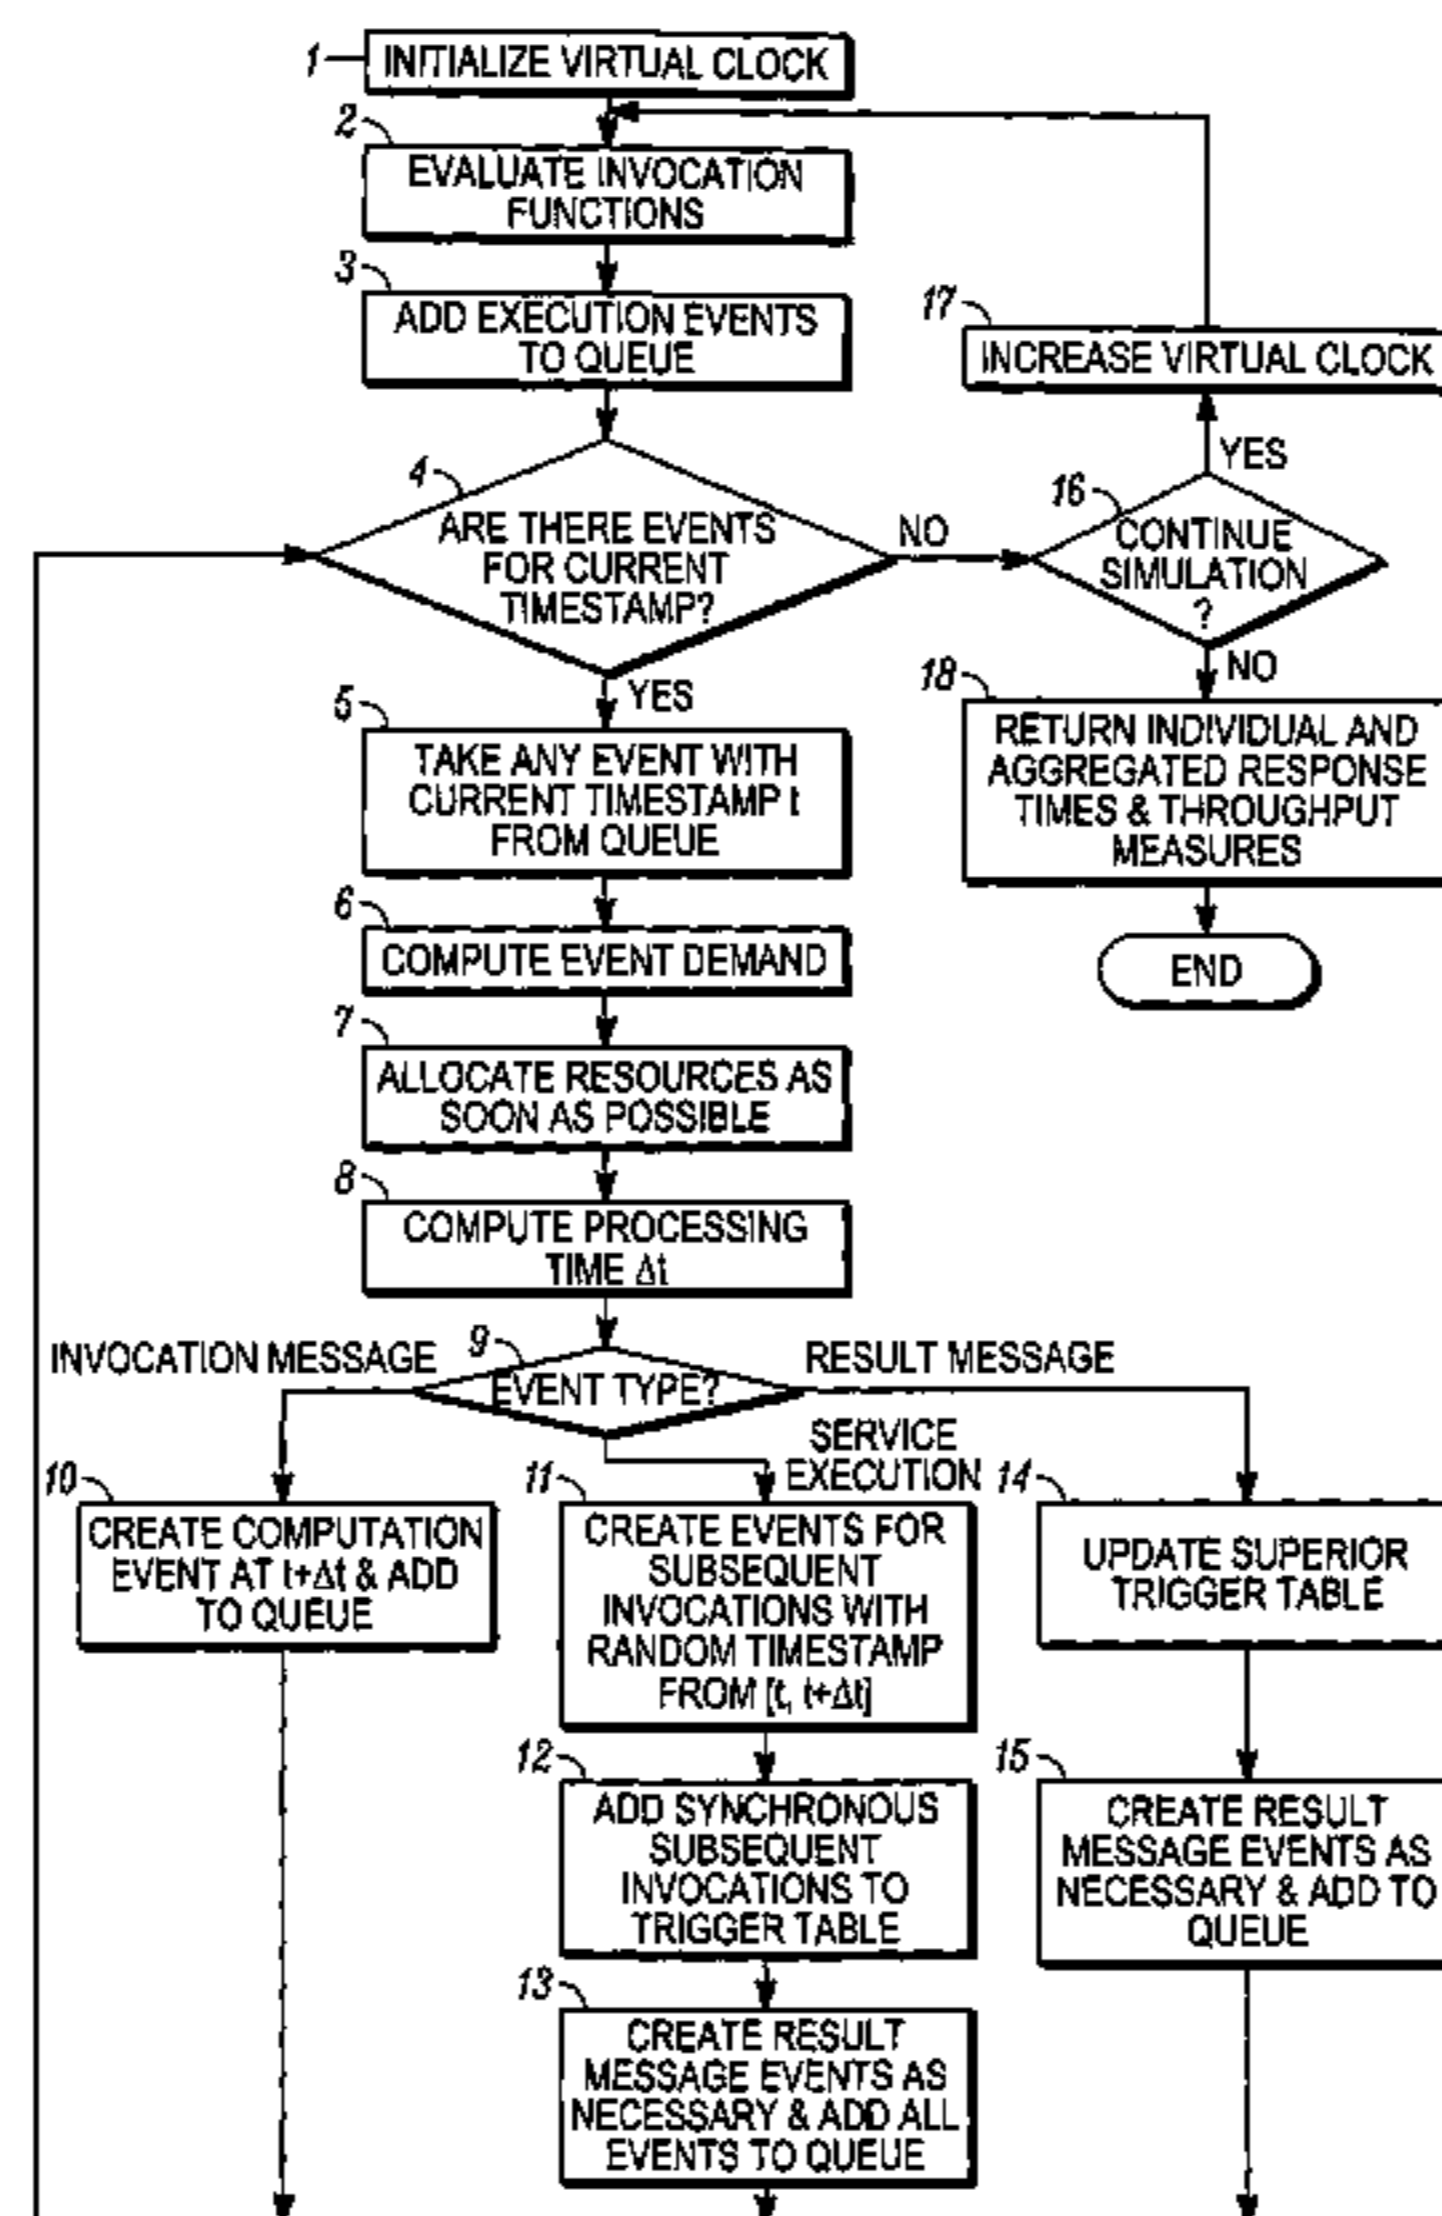 1
INITIALIZE VIRTUAL CLOCK
2
EVALUATE INVOCATION
FUNCTIONS
3
ADD EXECUTION EVENTS
TO QUEUE
4
ARE THERE EVENTS
FOR CURRENT
TIMESTAMP?
NO
YES
17
INCREASE VIRTUAL CLOCK
YES
16
CONTINUE
SIMULATION
?
NO
18
RETURN INDIVIDUAL AND
AGGREGATED RESPONSE
TIMES & THROUGHPUT
MEASURES
END
5
TAKE ANY EVENT WITH
CURRENT TIMESTAMP t
FROM QUEUE
6
COMPUTE EVENT DEMAND
7
ALLOCATE RESOURCES AS
SOON AS POSSIBLE
8
COMPUTE PROCESSING
TIME Δt
9
EVENT TYPE?
INVOCATION MESSAGE
RESULT MESSAGE
SERVICE
EXECUTION
10
CREATE COMPUTATION
EVENT AT t+Δt & ADD
TO QUEUE
11
CREATE EVENTS FOR
SUBSEQUENT
INVOCATIONS WITH
RANDOM TIMESTAMP
FROM [t, t+Δt]
12
ADD SYNCHRONOUS
SUBSEQUENT
INVOCATIONS TO
TRIGGER TABLE
13
CREATE RESULT
MESSAGE EVENTS AS
NECESSARY & ADD ALL
EVENTS TO QUEUE
14
UPDATE SUPERIOR
TRIGGER TABLE
15
CREATE RESULT
MESSAGE EVENTS AS
NECESSARY & ADD TO
QUEUE